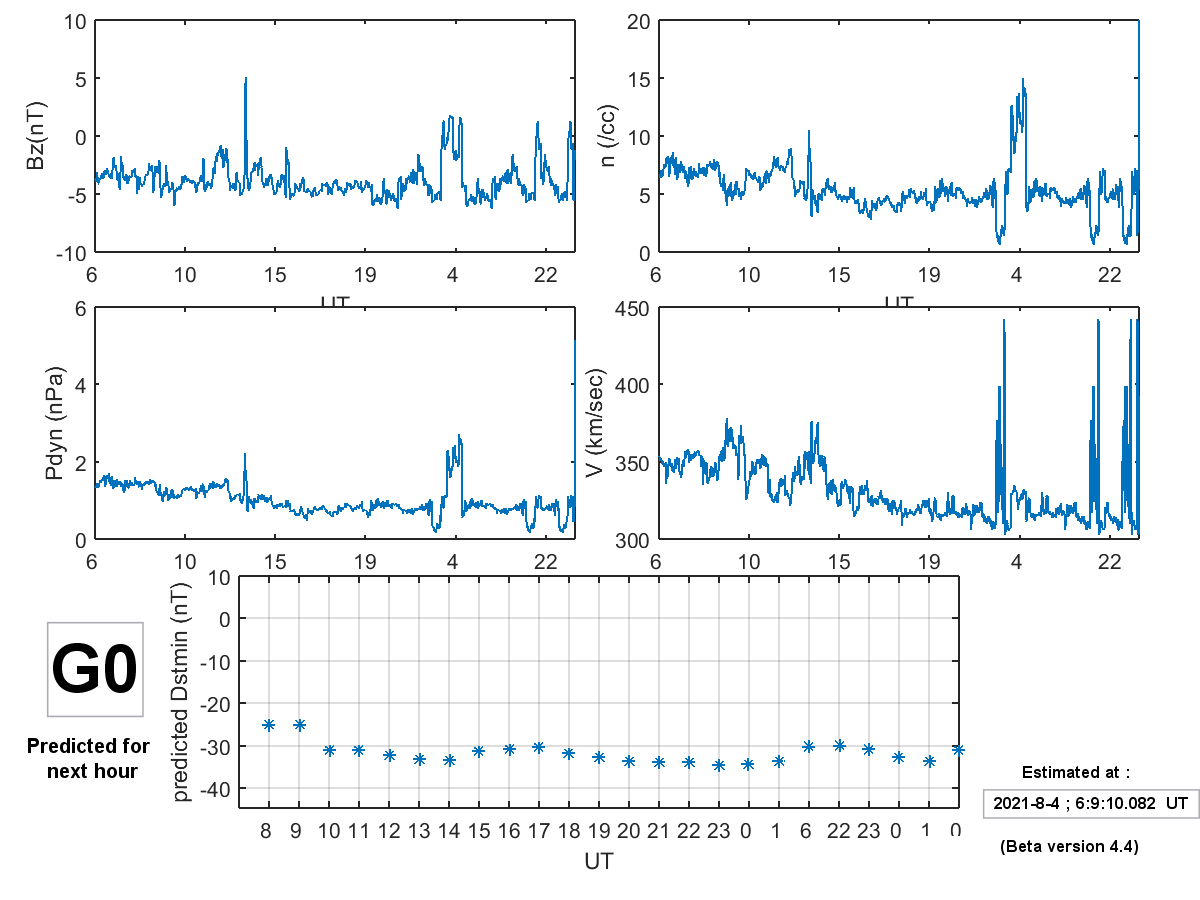 10
5
0
-5
-10
Bz(nT)
6 10 15 19 4 22
UT
20
15
10
5
0
n (/cc)
6 10 15 19 4 22
UT
6
4
2
0
Pdyn (nPa)
6 10 15 19 4 22
450
400
350
300
V (km/sec)
6 10 15 19 4 22
G0
Predicted for
next hour
10
0
-10
-20
-30
-40
predicted Dstmin (nT)
8 9 10 11 12 13 14 15 16 17 18 19 20 21 22 23 0 1 6 22 23 0 1 0
UT
Estimated at :
2021-8-4 ; 6:9:10.082 UT
(Beta version 4.4)